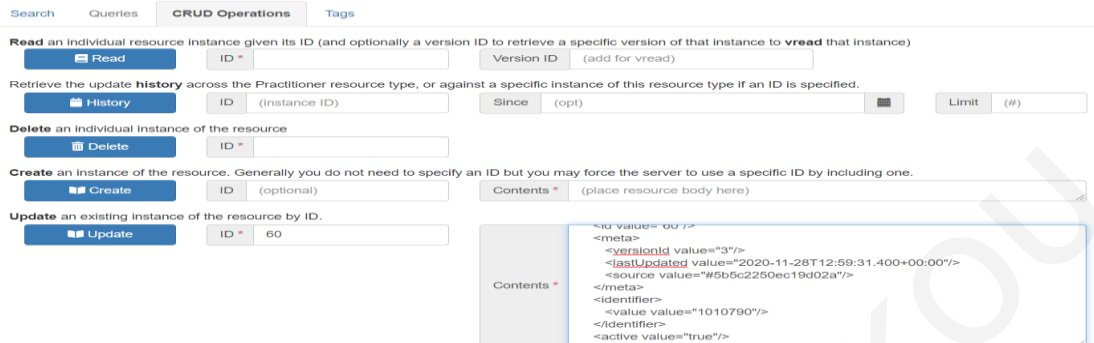 Search Queries CRUD Operations Tags
Read an individual resource instance given its ID (and optionally a version ID to retrieve a specific version of that instance to vread that instance)
Read ID * Version ID (add for vread)
Retrieve the update history across the Practitioner resource type, or against a specific instance of this resource type if an ID is specified.
History ID (instance ID) Since (opt) Limit (#)
Delete an individual instance of the resource
Delete ID *
Create an instance of the resource. Generally you do not need to specify an ID but you may force the server to use a specific ID by including one.
Create ID (optional) Contents * (place resource body here)
Update an existing instance of the resource by ID.
Update ID * 60
Contents *
<id value="60"/>
<meta>
<versionId value="3"/>
<lastUpdated value="2020-11-28T12:59:31.400+00:00"/>
<source value="#5b5c2250ec19d02a"/>
</meta>
<identifier>
<value value="1010790"/>
</identifier>
<active value="true"/>